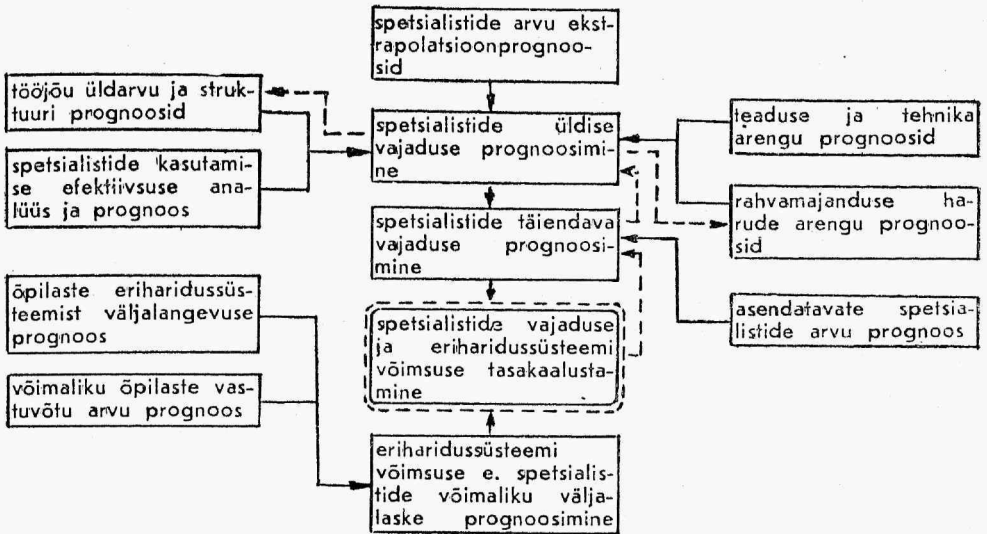 spetsialistide arvu ekst-
rapolatsioonprognoo-
sid
tööjõu üldarvu ja struk-
tuuri prognoosid
spetsialistide kasutami-
se efektiivsuse ana-
lüüs ja prognoos
spetsialistide üldise
vajaduse prognoosimi-
ne
teaduse ja tehnika
arengu prognoosid
rahvamajanduse ha-
rude arengu prognoo-
sid
spetsialistide täiendava
vajaduse prognoosi-
mine
asendatavate spetsia-
listide arvu prognoos
õpilaste eriharidussüs-
teemist väljalangevuse
prognoos
võimaliku õpilaste vas-
tuvõtu arvu prognoos
spetsialistide vajaduse
ja eriharidussüsteemi
võimsuse tasakaalusta-
mine
eriharidussüsteemi
võimsuse e. spetsialis-
tide võimaliku välja-
laske prognoosimine